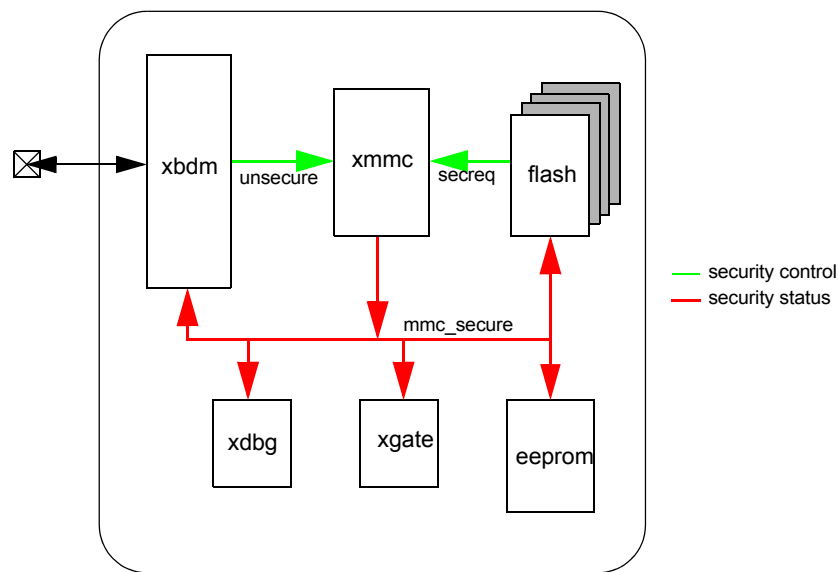 xbdm
unsecure
xmmc
secreq
flash
security control
security status
mmc_secure
xdbg
xgate
eeprom